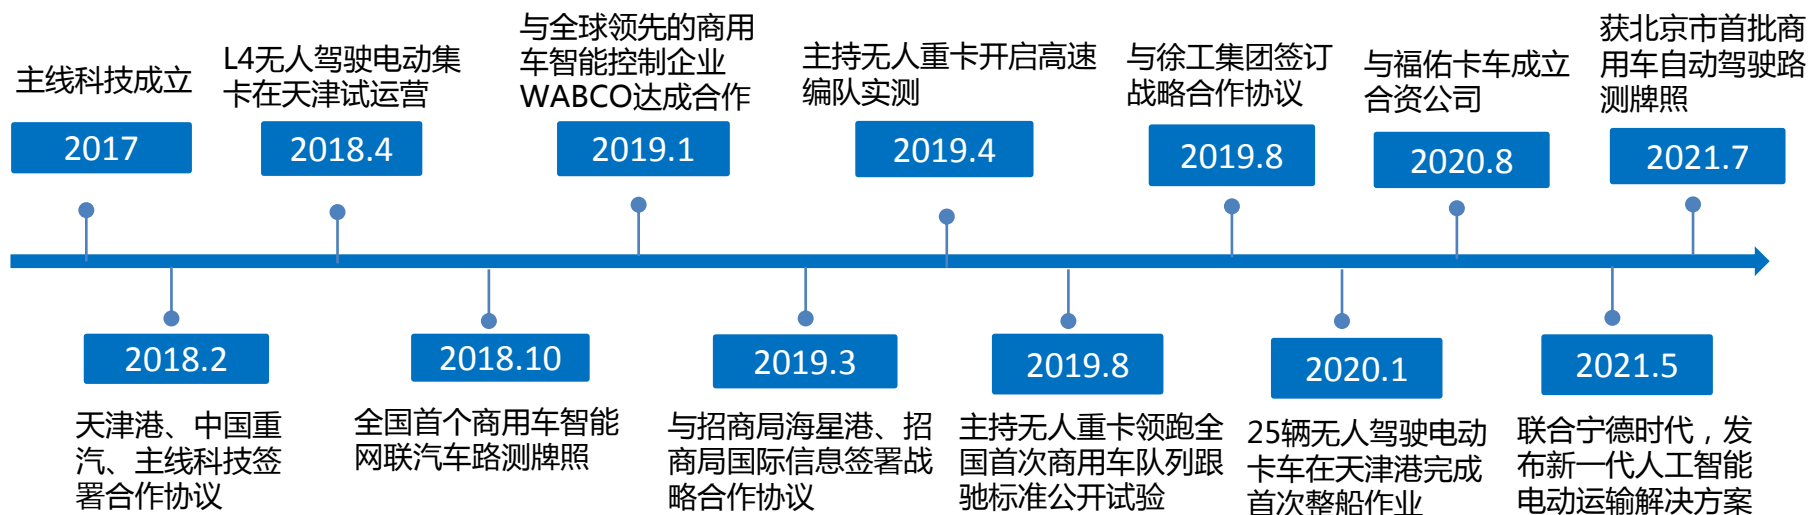 主线科技成立
2017
L4无人驾驶电动集
卡在天津试运营
2018.4
与全球领先的商用
车智能控制企业
WABCO达成合作
2019.1
主持无人重卡开启高速
编队实测
2019.4
与徐工集团签订
战略合作协议
2019.8
与福佑卡车成立
合资公司
2020.8
获北京市首批商
用车自动驾驶路
测牌照
2021.7
2018.2
天津港、中国重
汽、主线科技签
署合作协议
2018.10
全国首个商用车智能
网联汽车路测牌照
2019.3
与招商局海星港、招
商局国际信息签署战
略合作协议
2019.8
主持无人重卡领跑全
国首次商用车队列跟
驰标准公开试验
2020.1
25辆无人驾驶电动
卡车在天津港完成
首次整船作业
2021.5
联合宁德时代，发
布新一代人工智能
电动运输解决方案